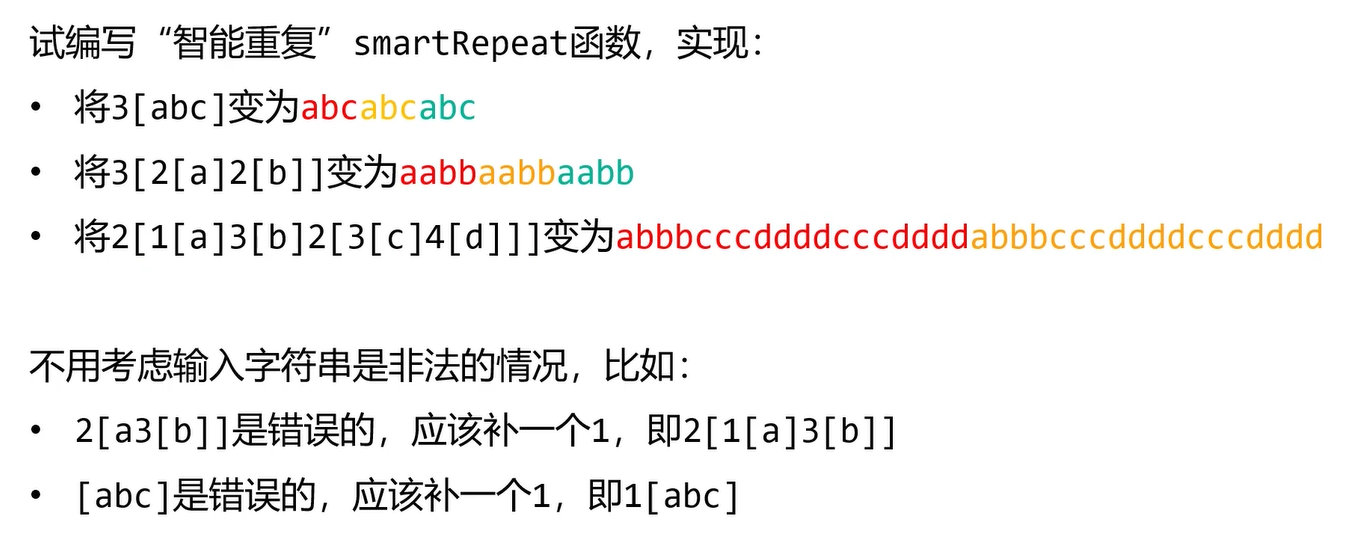 试编写“智能重复”smartRepeat函数，实现：
• 将3[abc]变为abcabcabc
• 将3[2[a]2[b]]变为aabbaabbaabb
• 将2[1[a]3[b]2[3[c]4[d]]]变为abbbcccddddcccddddabbbcccddddcccdddd
不用考虑输入字符串是非法的情况，比如：
• 2[a3[b]]是错误的，应该补一个1，即2[1[a]3[b]]
• [abc]是错误的，应该补一个1，即1[abc]